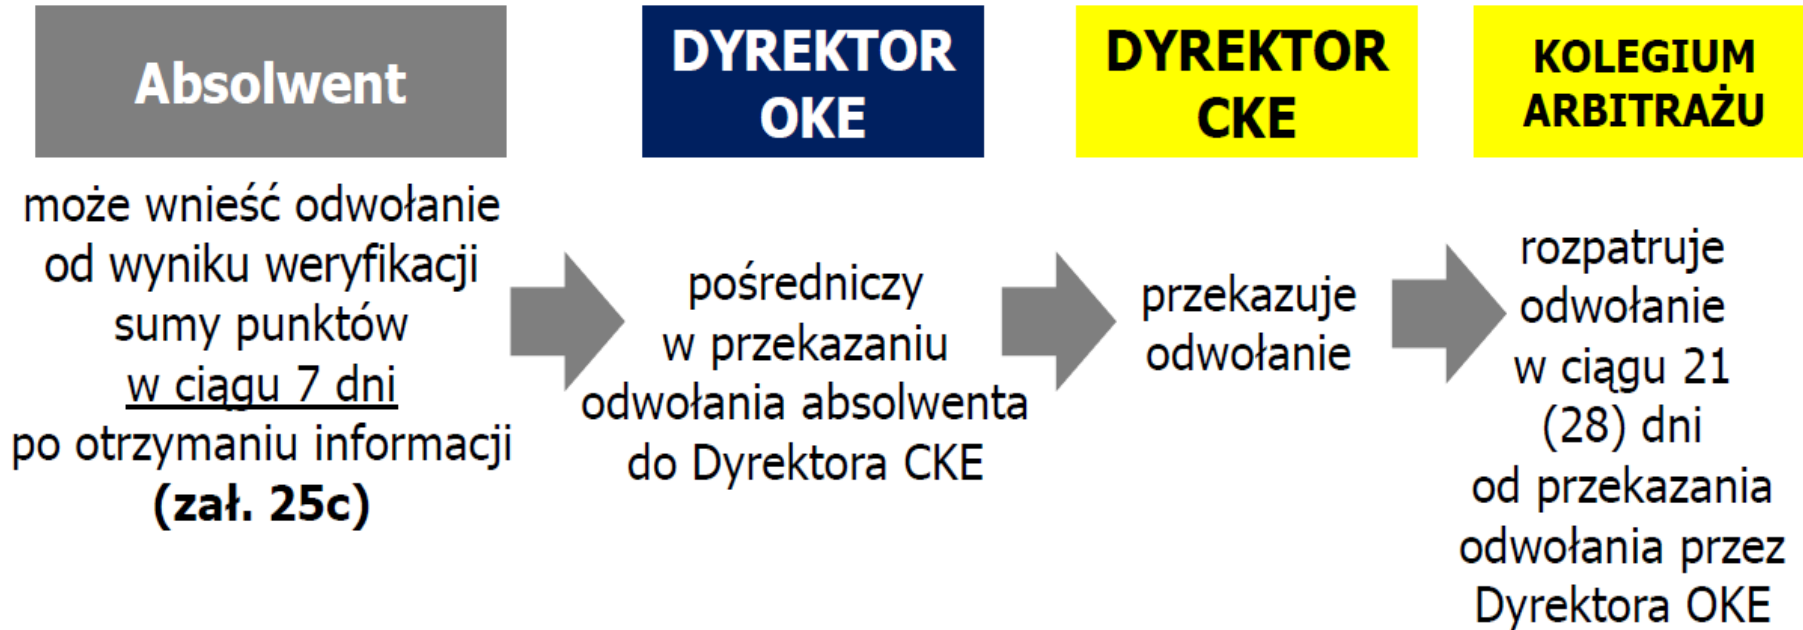 Absolwent
może wnieść odwołanie
od wyniku weryfikacji
sumy punktów
w ciągu 7 dni
po otrzymaniu informacji
(zał. 25c)
DYREKTOR
OKE
pośredniczy
w przekazaniu
odwołania absolwenta
do Dyrektora CKE
DYREKTOR
CKE
przekazuje
odwołanie
KOLEGIUM
ARBITRAŻU
rozpatruje
odwołanie
w ciągu 21
(28) dni
od przekazania
odwołania przez
Dyrektora OKE